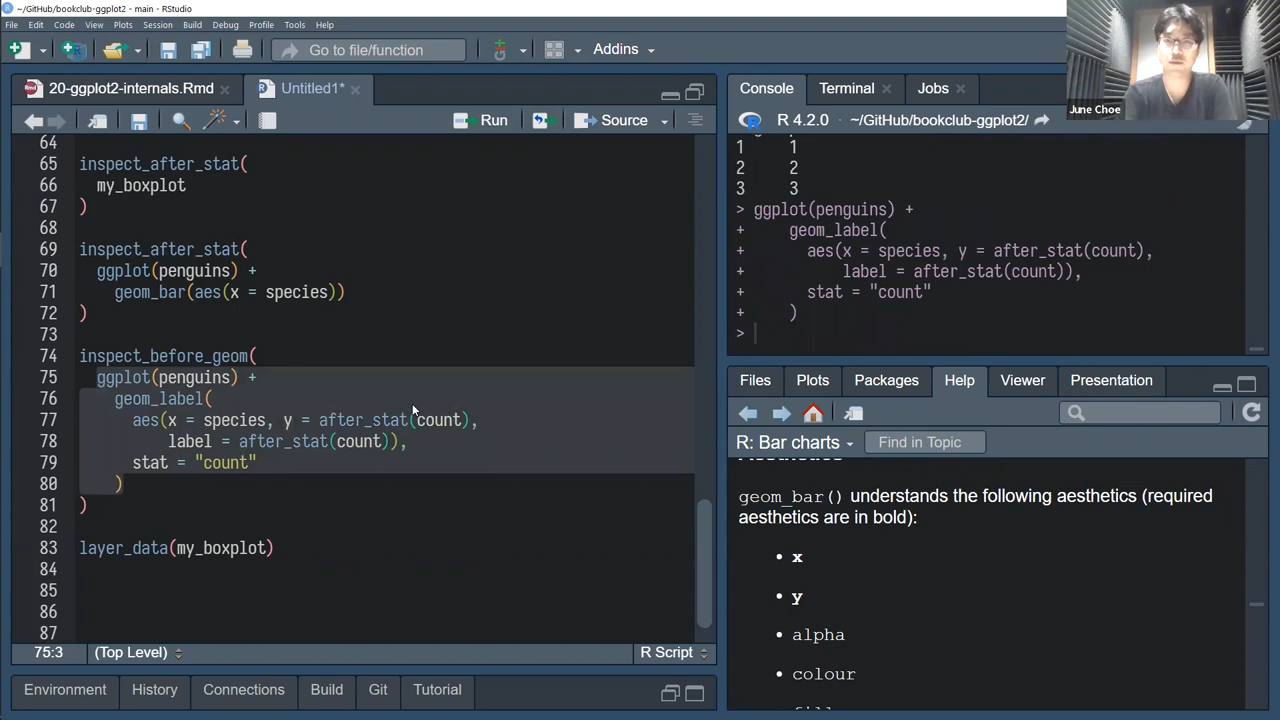 ~/GitHub/bookclub-ggplot2 - main - RStudio
File Edit Code View Plots Session Build Debug Profile Tools Help
Go to file/function
Addins
20-ggplot2-internals.Rmd
Untitled1*
Run
Source
64
65 inspect_after_stat(
66 my_boxplot
67 )
68
69 inspect_after_stat(
70 ggplot(penguins) +
71 geom_bar(aes(x = species))
72 )
73
74 inspect_before_geom(
75 ggplot(penguins) +
76 geom_label(
77 aes(x = species, y = after_stat(count),
78 label = after_stat(count)),
79 stat = "count"
80 )
81 )
82
83 layer_data(my_boxplot)
84
85
86
87
75:3 (Top Level) R Script
Environment History Connections Build Git Tutorial
June Choe
Console Terminal Jobs
R 4.2.0 · ~/GitHub/bookclub-ggplot2/
1 1
2 2
3 3
> ggplot(penguins) +
+ geom_label(
+ aes(x = species, y = after_stat(count),
+ label = after_stat(count)),
+ stat = "count"
+ )
>
Files Plots Packages Help Viewer Presentation
R: Bar charts Find in Topic
geom_bar() understands the following aesthetics (required
aesthetics are in bold):
• x
• y
• alpha
• colour